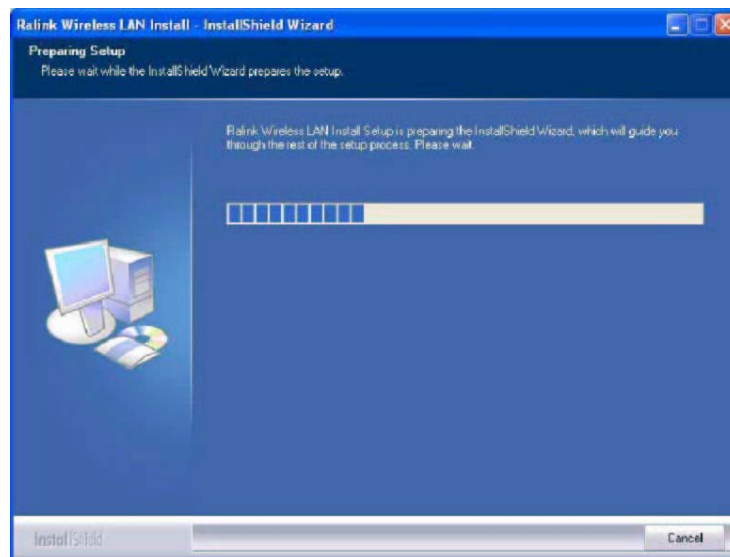 Ralink Wireless LAN Install - InstallShield Wizard
Preparing Setup
Please wait while the InstallShield Wizard prepares the setup.
Ralink Wireless LAN Install Setup is preparing the InstallShield Wizard, which will guide you
through the rest of the setup process. Please wait.
InstallShield
Cancel